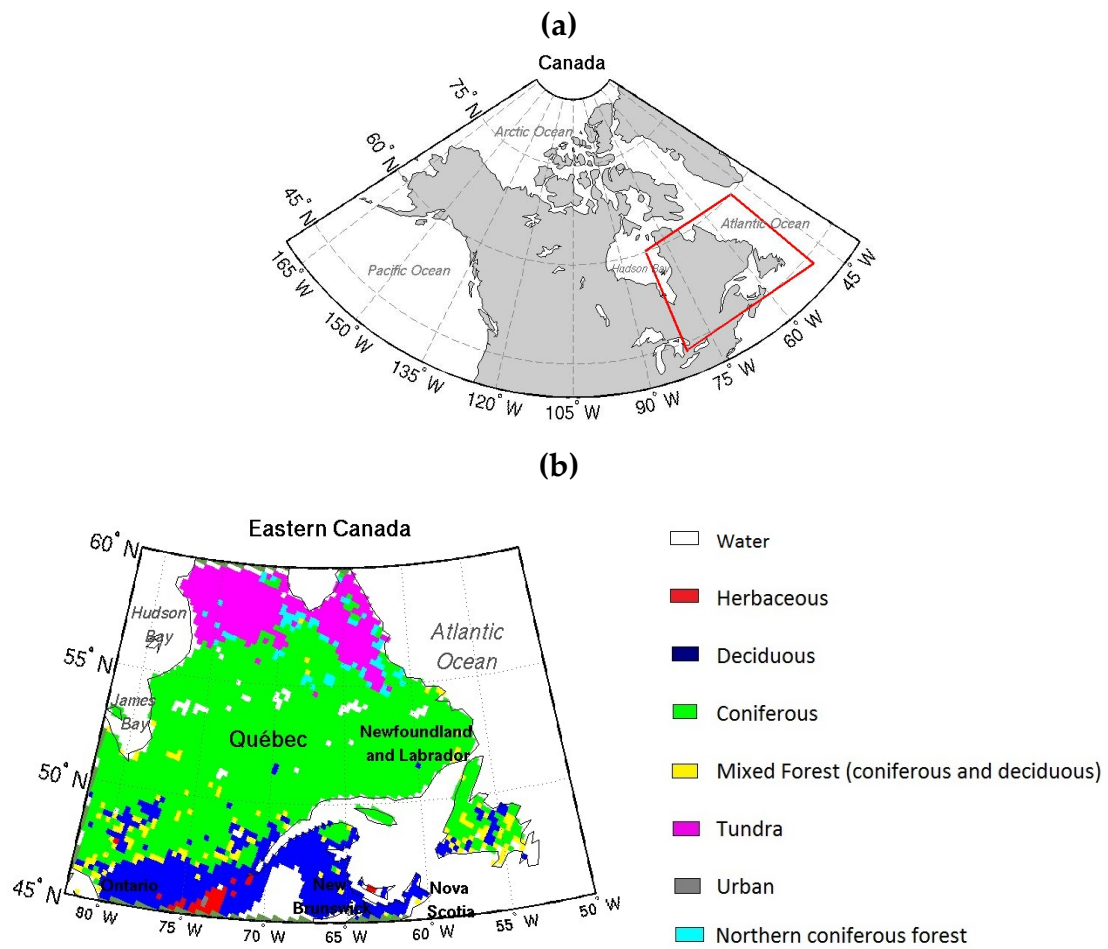 (a)
Canada
75° N
60° N
45° N
Arctic Ocean
Pacific Ocean
Hudson Bay
Atlantic Ocean
165° W
150° W
135° W
120° W
105° W
90° W
75° W
60° W
45° W
(b)
Eastern Canada
60° N
55° N
50° N
45° N
Hudson
Bay
James
Bay
Atlantic
Ocean
Québec
Newfoundland
and Labrador
Ontario
New
Brunswick
Nova
Scotia
80° W
75° W
70° W
65° W
60° W
55° W
50° W
Water
Herbaceous
Deciduous
Coniferous
Mixed Forest (coniferous and deciduous)
Tundra
Urban
Northern coniferous forest